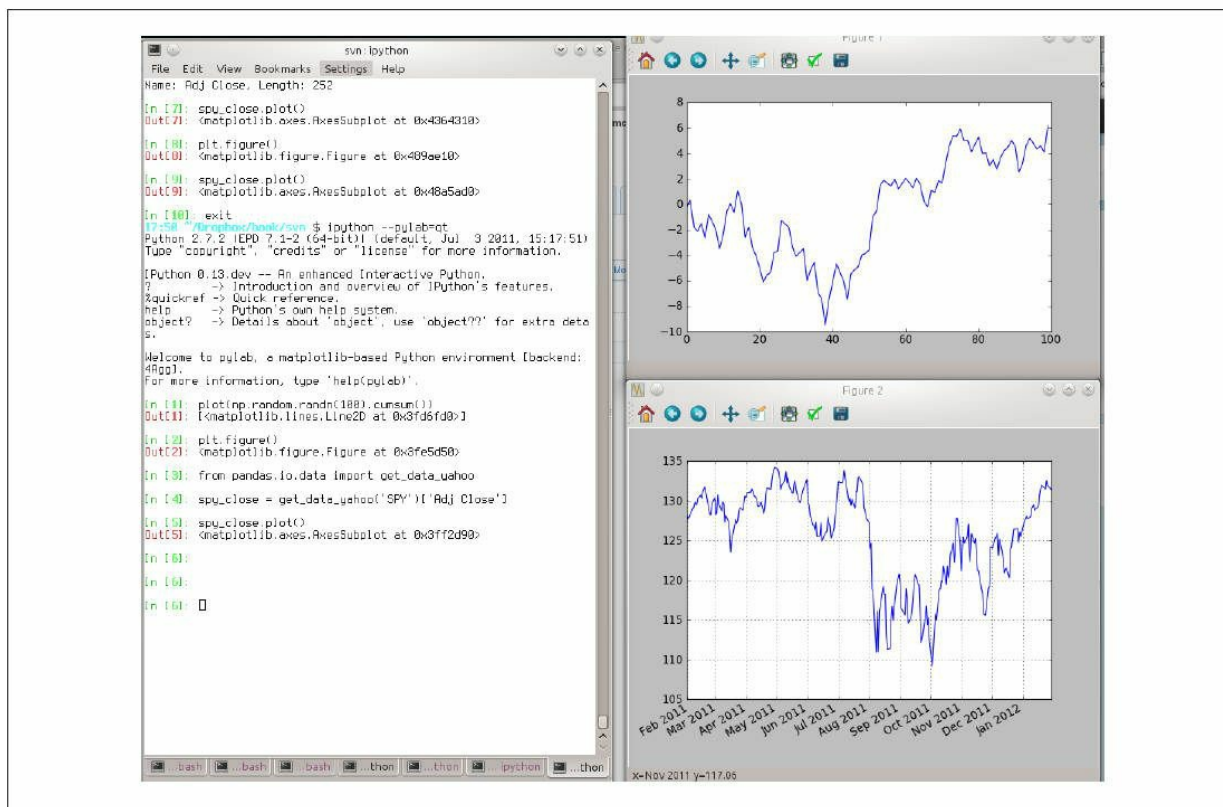 svn : ipython
File Edit View Bookmarks Settings Help
Name: Adj Close, Length: 252
In [7]: spy_close.plot()
Out[7]: <matplotlib.axes.AxesSubplot at 0x4364310>
In [8]: plt.figure()
Out[8]: <matplotlib.figure.Figure at 0x489ae10>
In [9]: spy_close.plot()
Out[9]: <matplotlib.axes.AxesSubplot at 0x48a5ad0>
In [10]: exit
17:50 ~/Dropbox/book/svn $ ipython --pylab=qt
Python 2.7.2 |EPD 7.1-2 (64-bit)| (default, Jul 3 2011, 15:17:51)
Type "copyright", "credits" or "license" for more information.
IPython 0.13.dev -- An enhanced Interactive Python.
? -> Introduction and overview of IPython's features.
%quickref -> Quick reference.
help -> Python's own help system.
object? -> Details about 'object', use 'object??' for extra deta
s.
Welcome to pylab, a matplotlib-based Python environment [backend:
4Agg].
For more information, type 'help(pylab)'.
In [1]: plot(np.random.randn(100).cumsum())
Out[1]: [<matplotlib.lines.Line2D at 0x3fd6fd0>]
In [2]: plt.figure()
Out[2]: <matplotlib.figure.Figure at 0x3fe5d50>
In [3]: from pandas.io.data import get_data_yahoo
In [4]: spy_close = get_data_yahoo('SPY')['Adj Close']
In [5]: spy_close.plot()
Out[5]: <matplotlib.axes.AxesSubplot at 0x3ff2d90>
In [6]:
In [6]:
In [6]:
...bash ...bash ...bash ...thon ...thon ...ipython ...thon
Figure 1
8
6
4
2
0
−2
−4
−6
−8
−10
0 20 40 60 80 100
Figure 2
135
130
125
120
115
110
105
Feb 2011 Mar 2011 Apr 2011 May 2011 Jun 2011 Jul 2011 Aug 2011 Sep 2011 Oct 2011 Nov 2011 Dec 2011 Jan 2012
x=Nov 2011 y=117.06